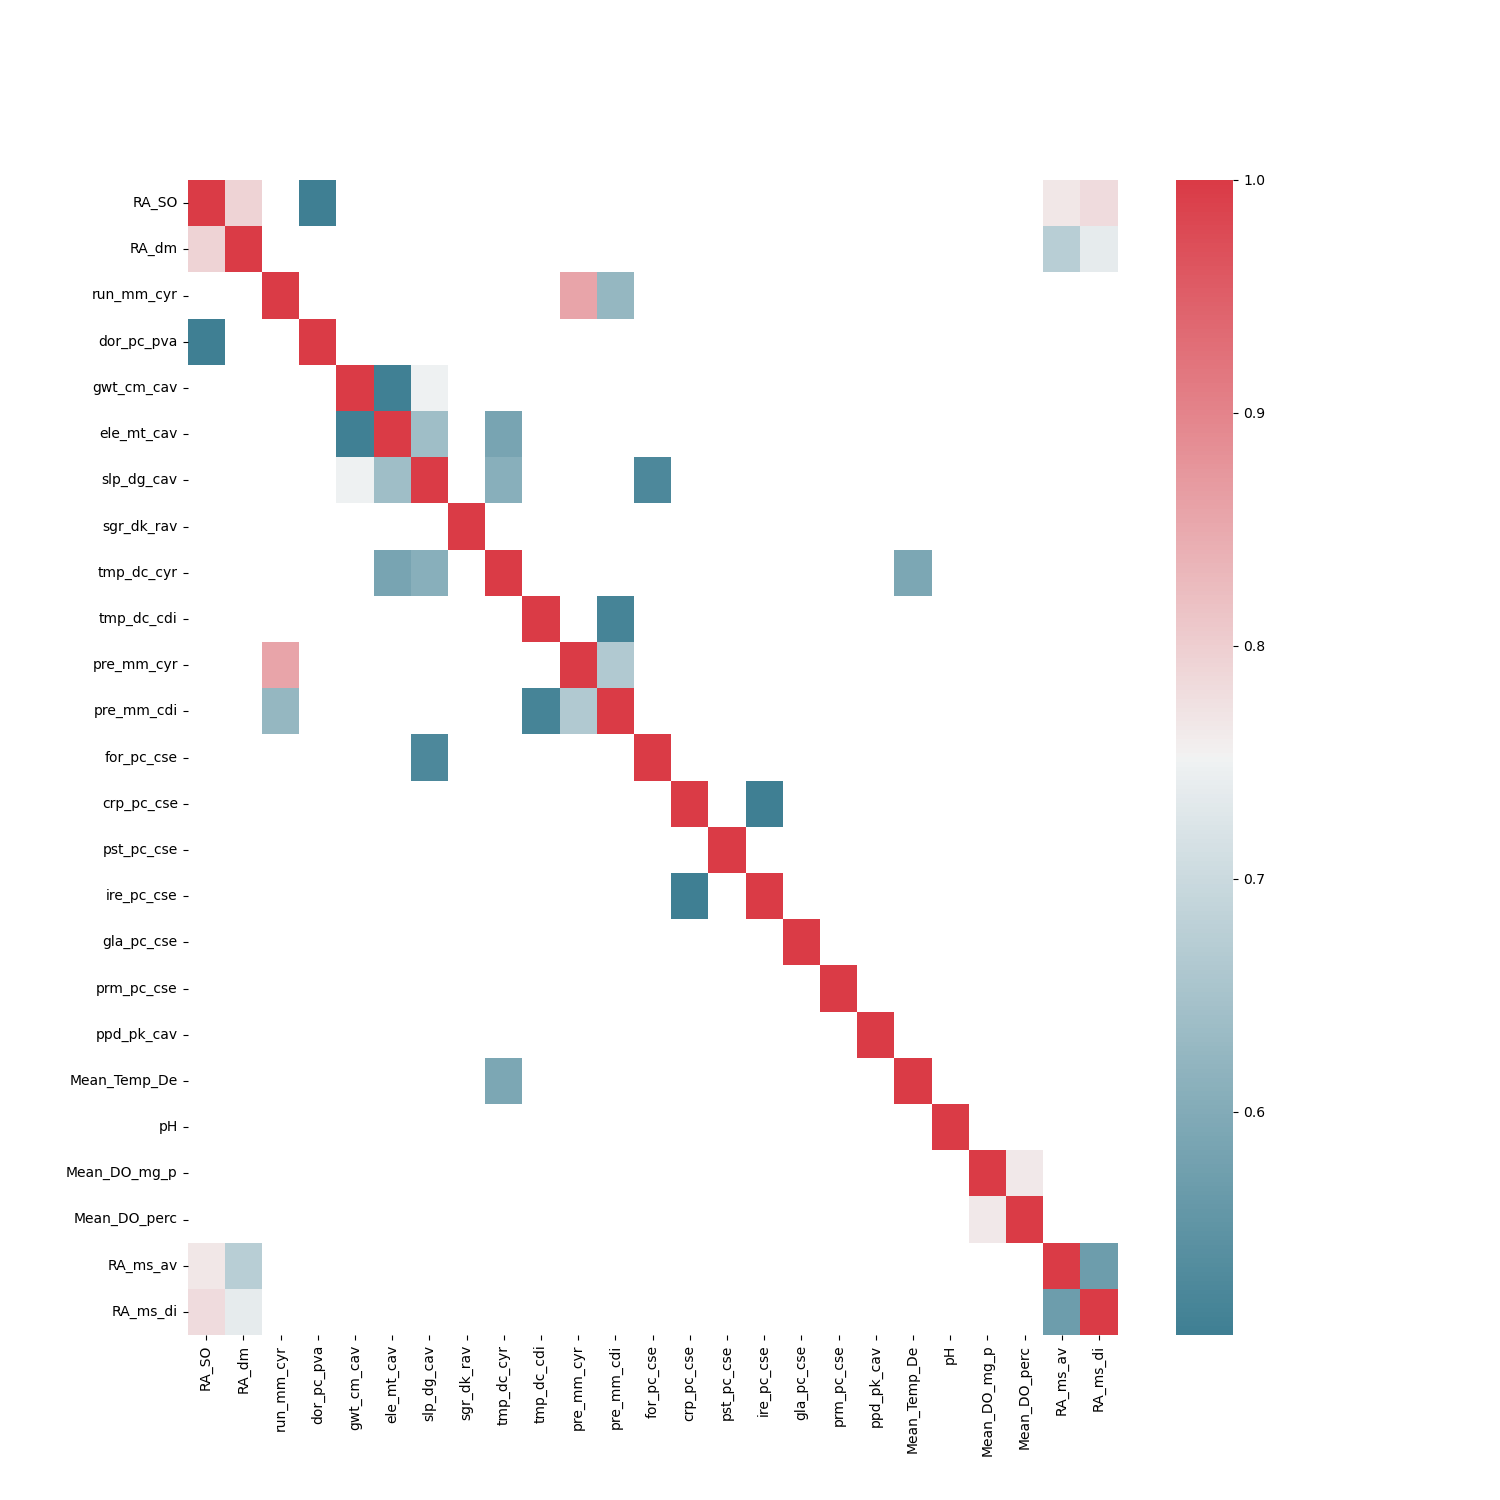 RA_SO
RA_dm
run_mm_cyr
dor_pc_pva
gwt_cm_cav
ele_mt_cav
slp_dg_cav
sgr_dk_rav
tmp_dc_cyr
tmp_dc_cdi
pre_mm_cyr
pre_mm_cdi
for_pc_cse
crp_pc_cse
pst_pc_cse
ire_pc_cse
gla_pc_cse
prm_pc_cse
ppd_pk_cav
Mean_Temp_De
pH
Mean_DO_mg_p
Mean_DO_perc
RA_ms_av
RA_ms_di
RA_SO
RA_dm
run_mm_cyr
dor_pc_pva
gwt_cm_cav
ele_mt_cav
slp_dg_cav
sgr_dk_rav
tmp_dc_cyr
tmp_dc_cdi
pre_mm_cyr
pre_mm_cdi
for_pc_cse
crp_pc_cse
pst_pc_cse
ire_pc_cse
gla_pc_cse
prm_pc_cse
ppd_pk_cav
Mean_Temp_De
pH
Mean_DO_mg_p
Mean_DO_perc
RA_ms_av
RA_ms_di
1.0
0.9
0.8
0.7
0.6